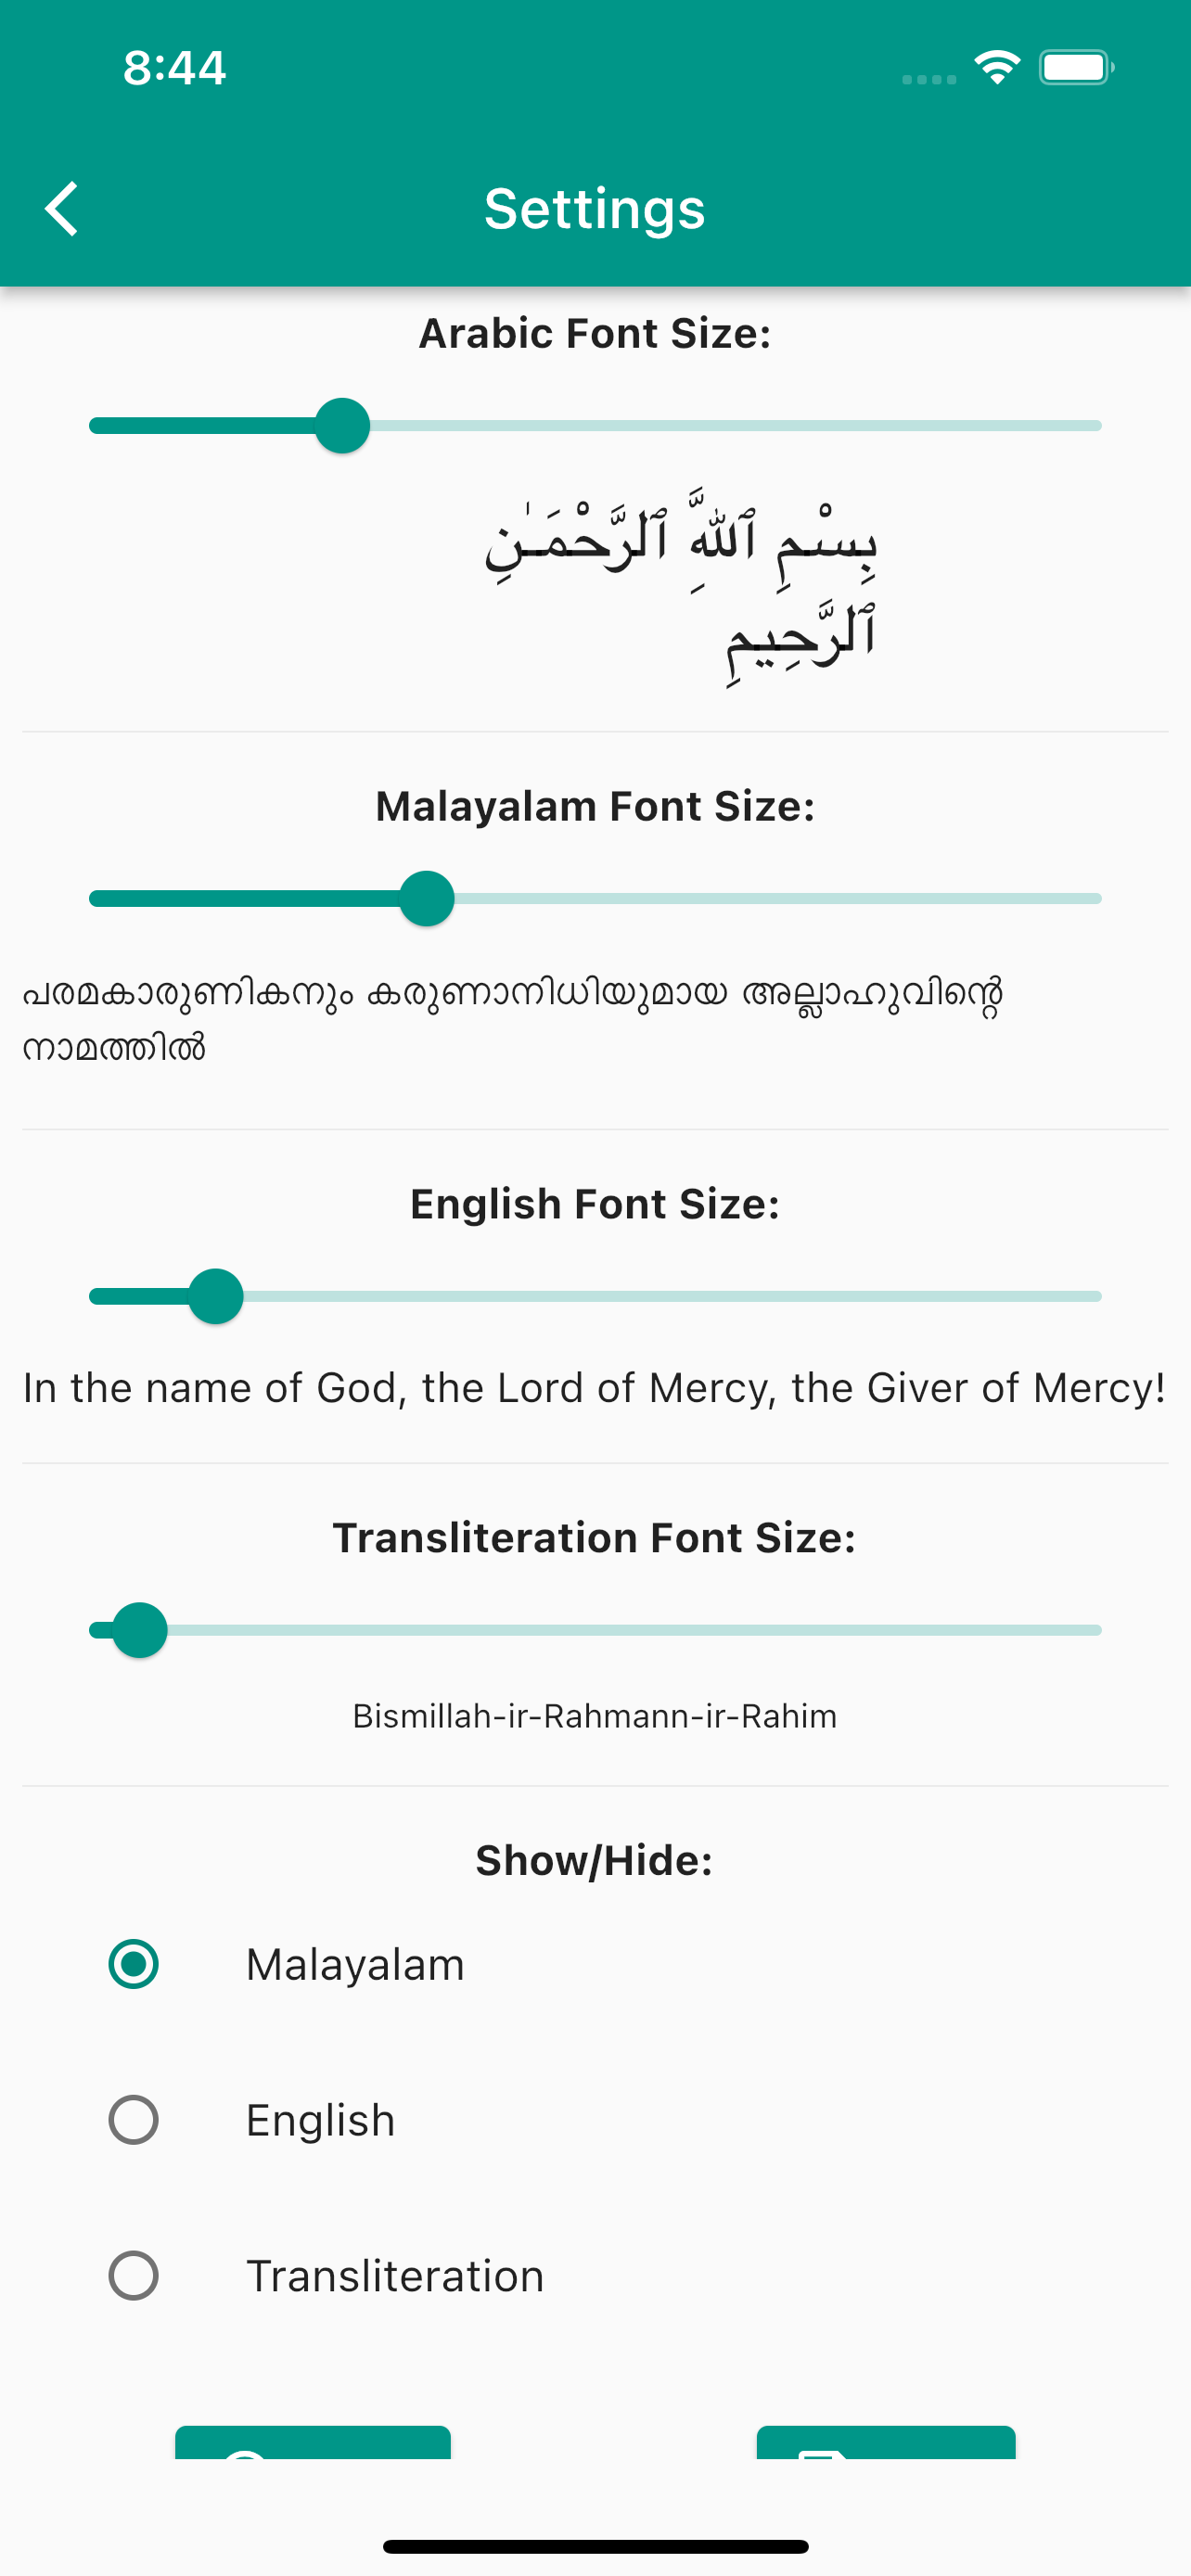 8:44
Settings
Arabic Font Size:
بِسْمِ ٱللَّهِ ٱلرَّحْمَـٰنِ
ٱلرَّحِيمِ
Malayalam Font Size:
പരമകാരുണികനും കരുണാനിധിയുമായ അല്ലാഹുവിന്റെ
നാമത്തിൽ
English Font Size:
In the name of God, the Lord of Mercy, the Giver of Mercy!
Transliteration Font Size:
Bismillah-ir-Rahmann-ir-Rahim
Show/Hide:
Malayalam
English
Transliteration